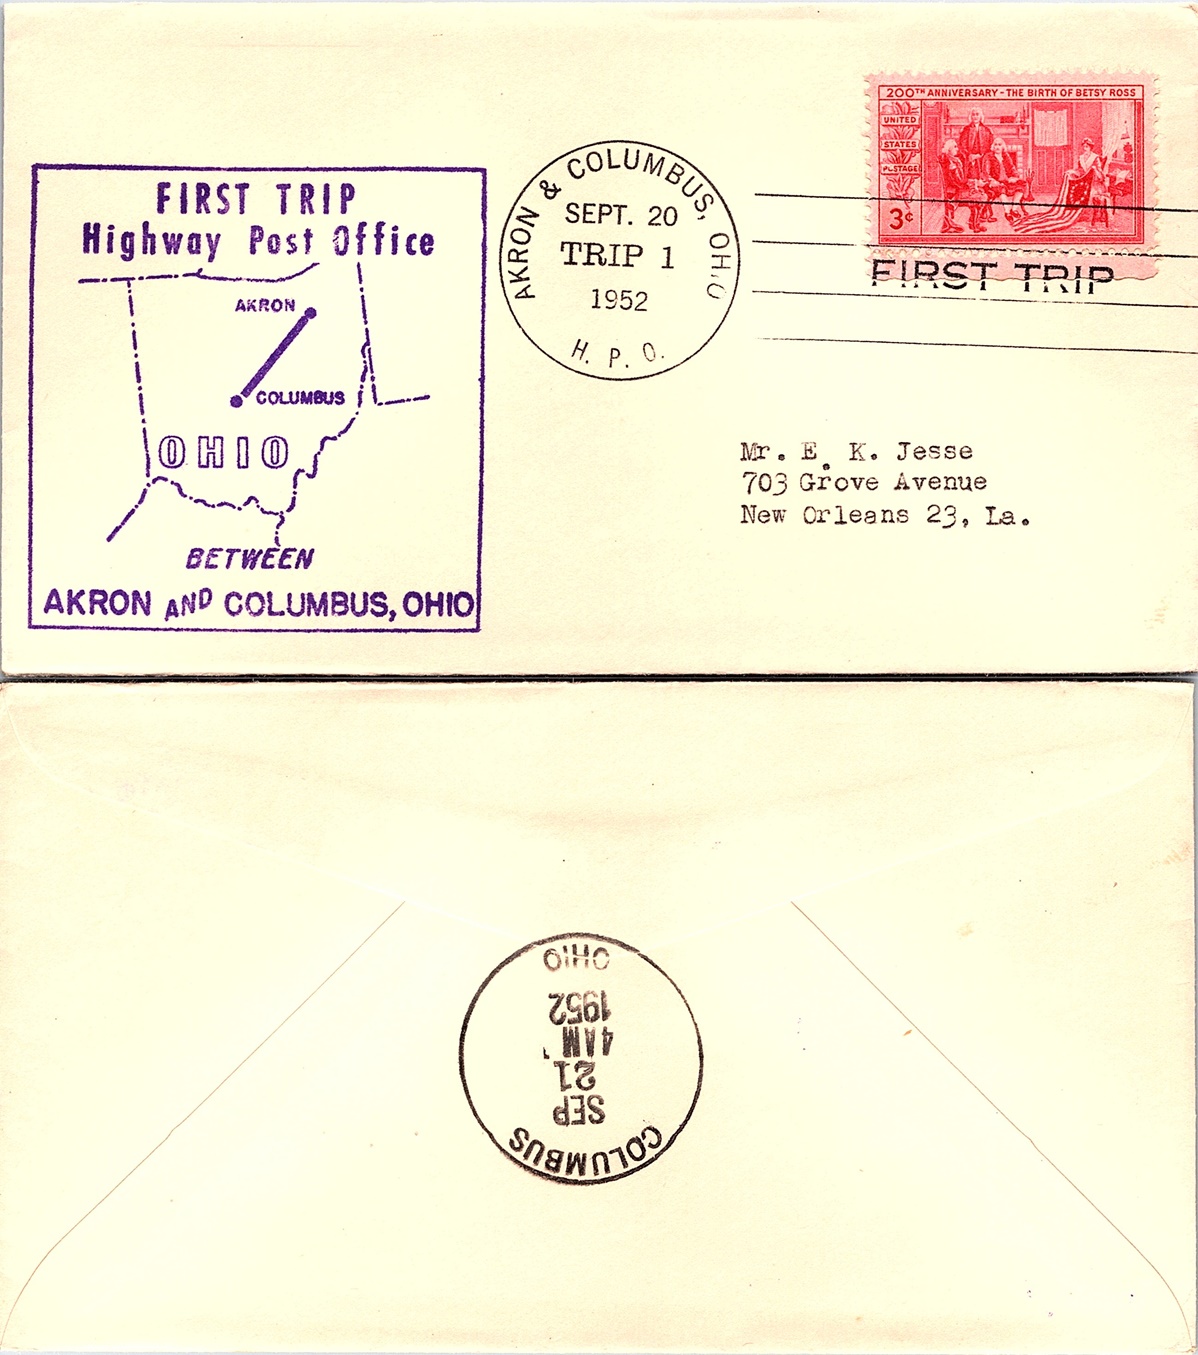 FIRST TRIP
Highway Post Office
AKRON
COLUMBUS
OHIO
BETWEEN
AKRON AND COLUMBUS, OHIO
AKRON & COLUMBUS, OHIO
SEPT. 20
TRIP 1
1952
H. P. O.
200TH ANNIVERSARY - THE BIRTH OF BETSY ROSS
UNITED
STATES
POSTAGE
3¢
FIRST TRIP
Mr. E. K. Jesse
703 Grove Avenue
New Orleans 23, La.
COLUMBUS
SEP
21
4 AM
1952
OHIO